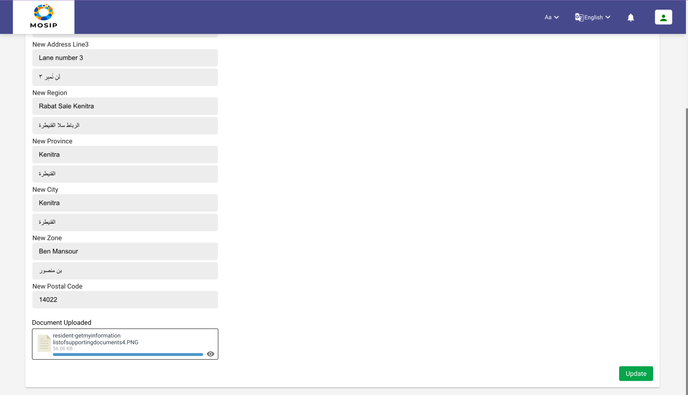 MOSIP
Aa
English
New Address Line3
Lane number 3
لن نُمبر ٣
New Region
Rabat Sale Kenitra
الرباط سلا القنيطرة
New Province
Kenitra
القنيطرة
New City
Kenitra
القنيطرة
New Zone
Ben Mansour
بن منصور
New Postal Code
14022
Document Uploaded
resident-getmyinformation
listofsupportingdocuments4.PNG
56.06 KB
Update